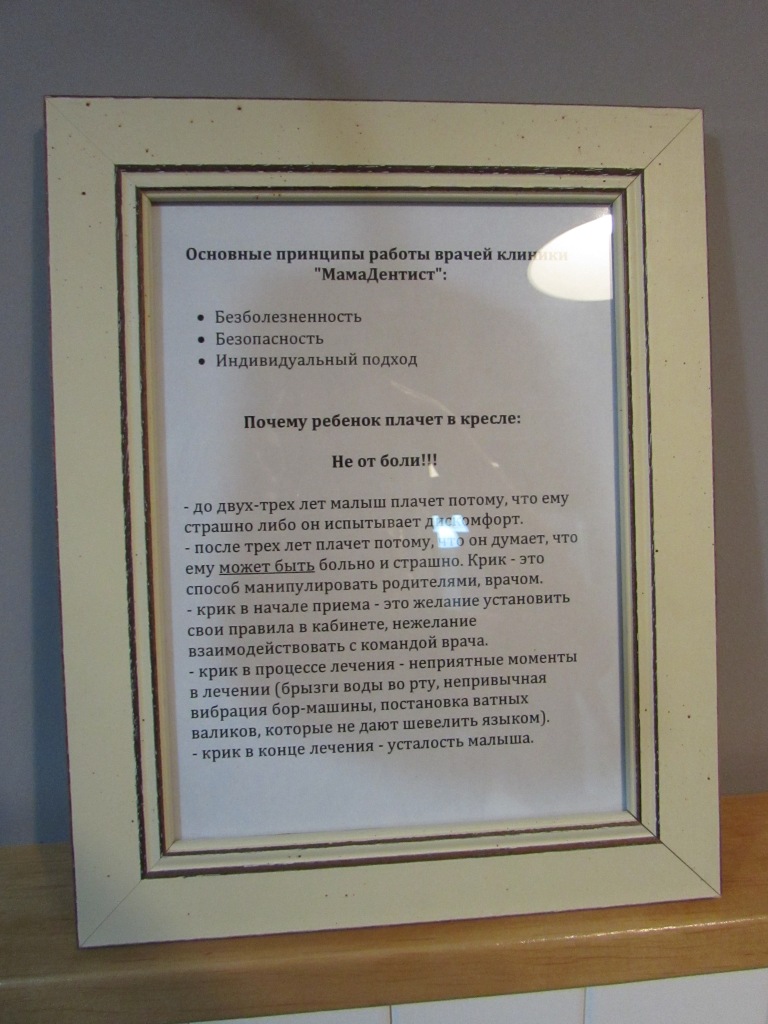 Основные принципы работы врачей клиники
"МамаДентист":
• Безболезненность
• Безопасность
• Индивидуальный подход
Почему ребенок плачет в кресле:
Не от боли!!!
- до двух-трех лет малыш плачет потому, что ему
страшно либо он испытывает дискомфорт.
- после трех лет плачет потому, что он думает, что
ему может быть больно и страшно. Крик - это
способ манипулировать родителями, врачом.
- крик в начале приема - это желание установить
свои правила в кабинете, нежелание
взаимодействовать с командой врача.
- крик в процессе лечения - неприятные моменты
в лечении (брызги воды во рту, непривычная
вибрация бор-машины, постановка ватных
валиков, которые не дают шевелить языком).
- крик в конце лечения - усталость малыша.